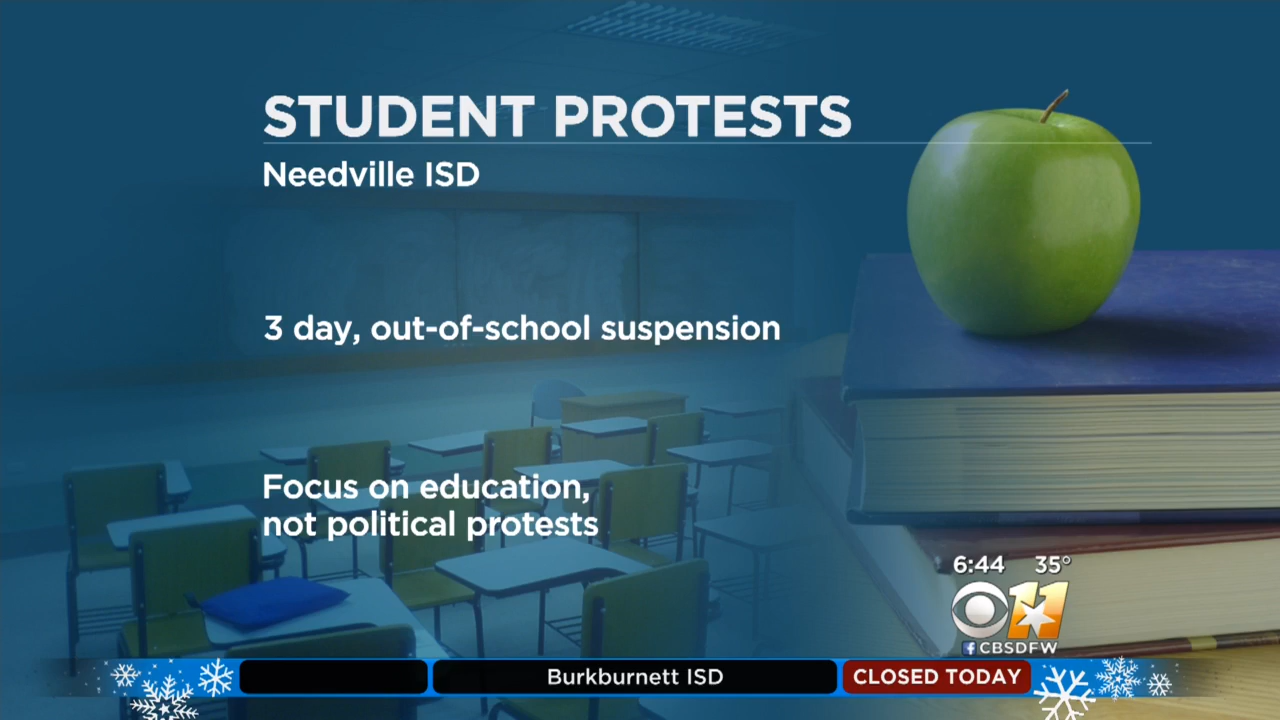 STUDENT PROTESTS
Needville ISD
3 day, out-of-school suspension
Focus on education,
not political protests
6:44 35°
11
f CBSDFW
Burkburnett ISD CLOSED TODAY